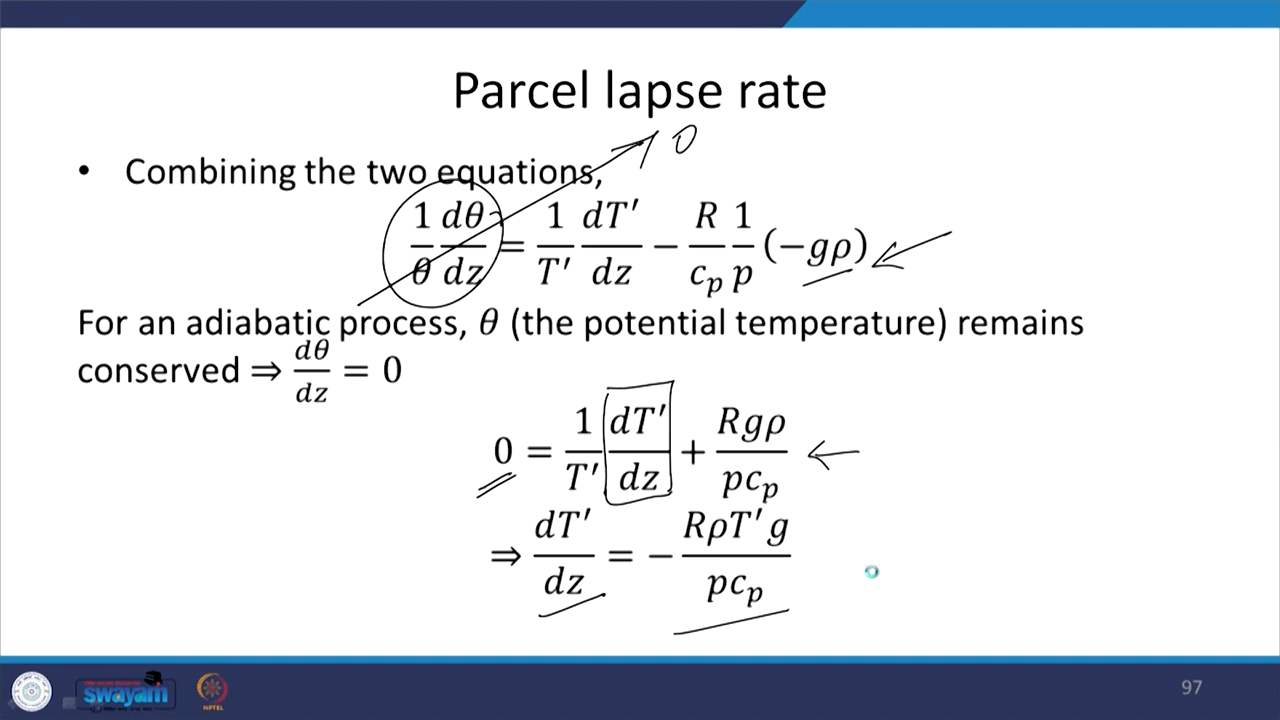 Parcel lapse rate
0
• Combining the two equations,
1/θ dθ/dz = 1/T′ dT′/dz − R/c_p 1/p (−gρ)
For an adiabatic process, θ (the potential temperature) remains
conserved ⇒ dθ/dz = 0
0 = 1/T′ dT′/dz + Rgρ/pc_p
⇒ dT′/dz = − RρT′g/pc_p
swayam
NPTEL
97